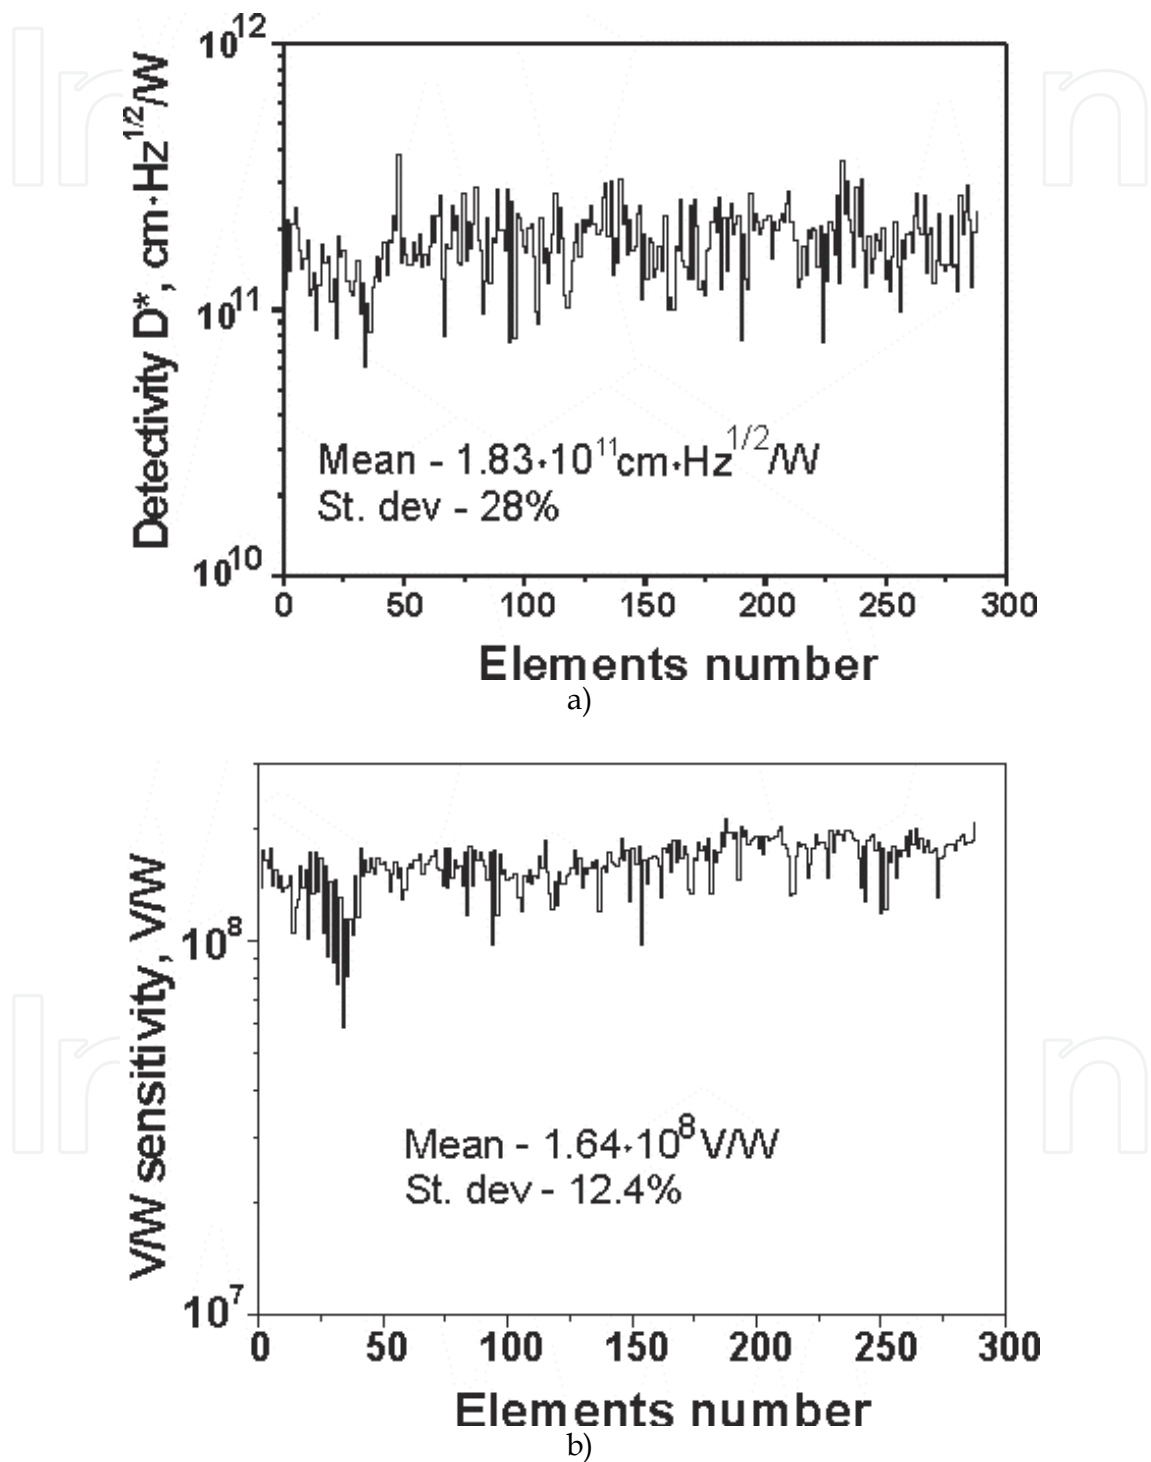 10^12
Detectivity D*, cm·Hz^1/2/W
10^11
Mean - 1.83·10^11cm·Hz^1/2/W
St. dev - 28%
10^10
0 50 100 150 200 250 300
Elements number
a)
V/W sensitivity, V/W
10^8
Mean - 1.64·10^8 V/W
St. dev - 12.4%
10^7
0 50 100 150 200 250 300
Elements number
b)